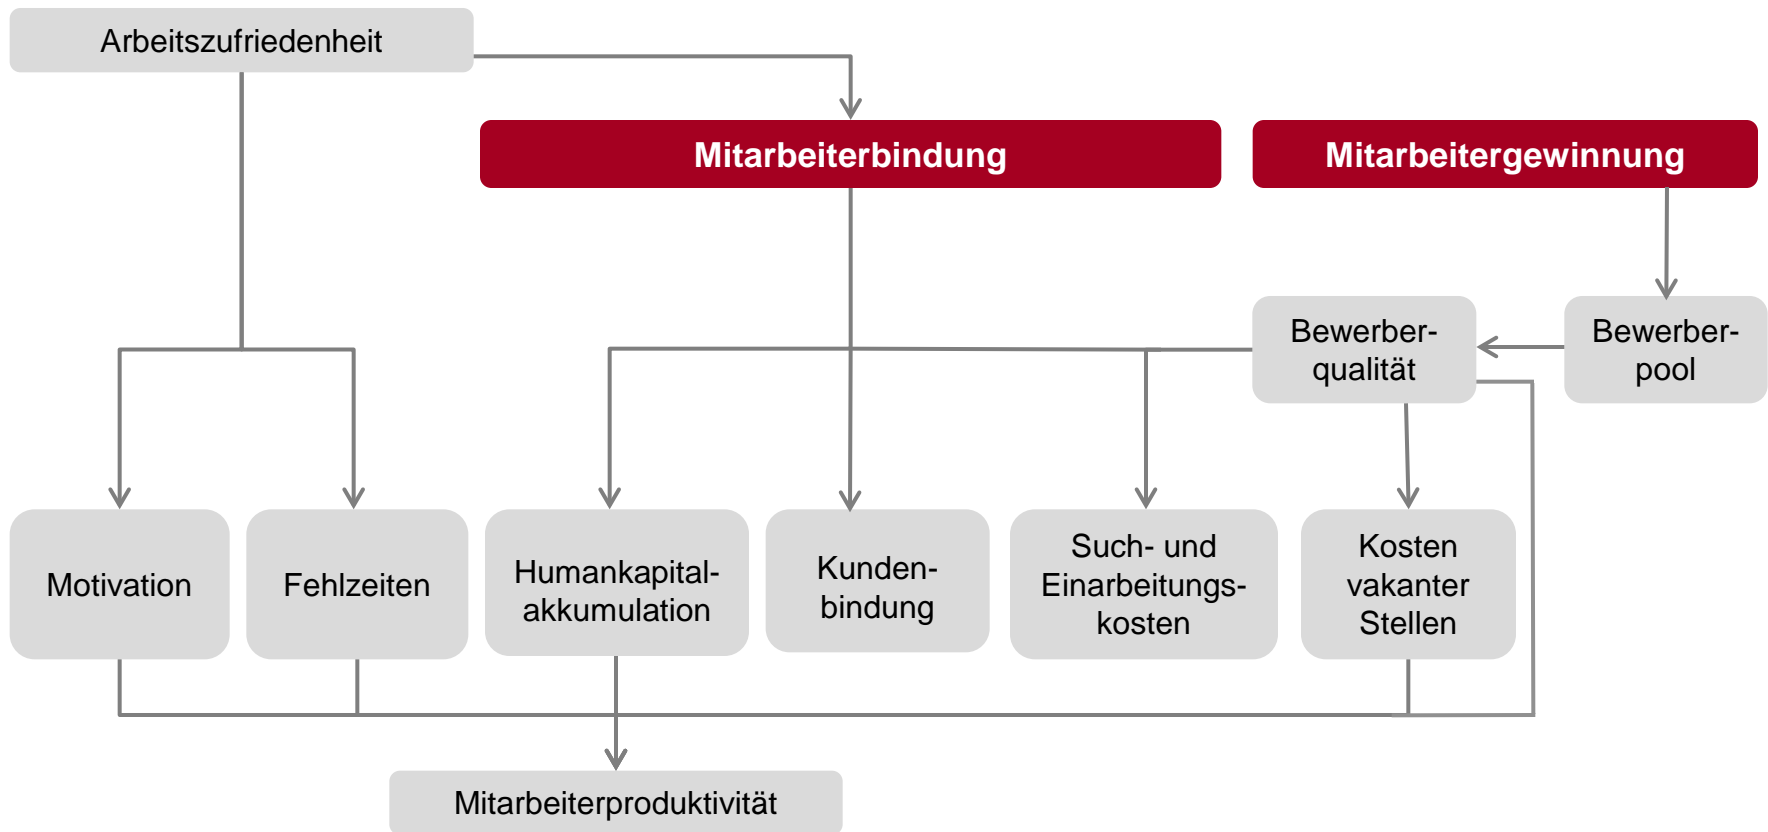 Arbeitszufriedenheit
Mitarbeiterbindung
Mitarbeitergewinnung
Bewerber-
qualität
Bewerber-
pool
Motivation
Fehlzeiten
Humankapital-
akkumulation
Kunden-
bindung
Such- und
Einarbeitungs-
kosten
Kosten
vakanter
Stellen
Mitarbeiterproduktivität